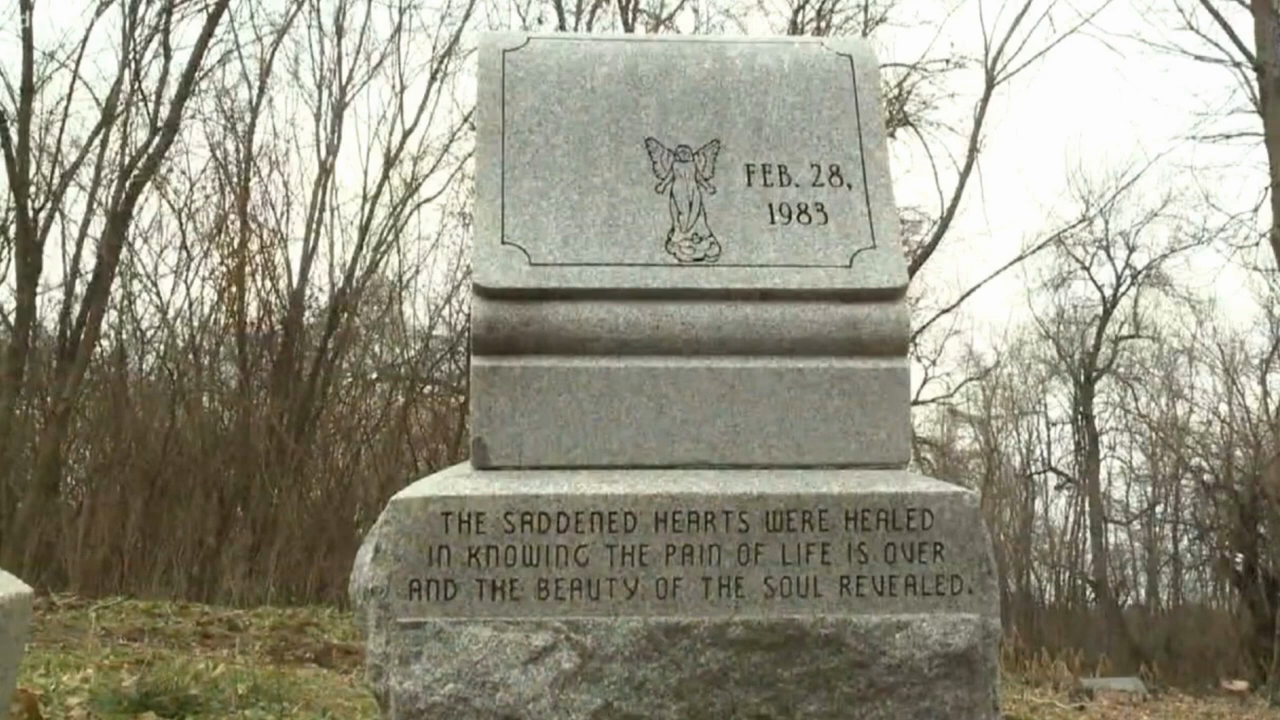 FEB. 28,
1983
THE SADDENED HEARTS WERE HEALED
IN KNOWING THE PAIN OF LIFE IS OVER
AND THE BEAUTY OF THE SOUL REVEALED.